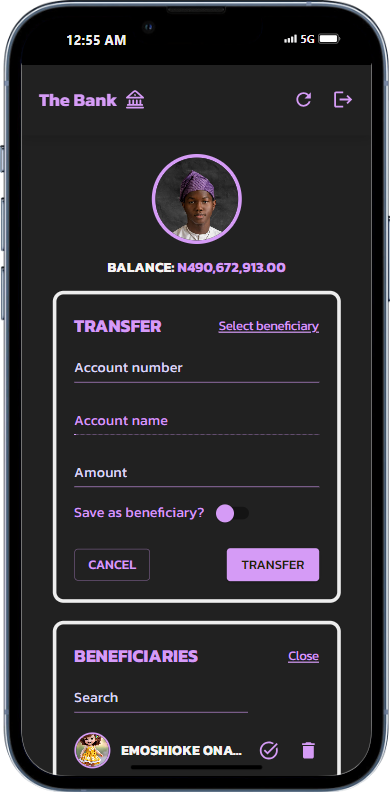 12:55 AM 5G
The Bank
BALANCE: N490,672,913.00
TRANSFER Select beneficiary
Account number
Account name
Amount
Save as beneficiary?
CANCEL TRANSFER
BENEFICIARIES Close
Search
EMOSHIOKE ONA...